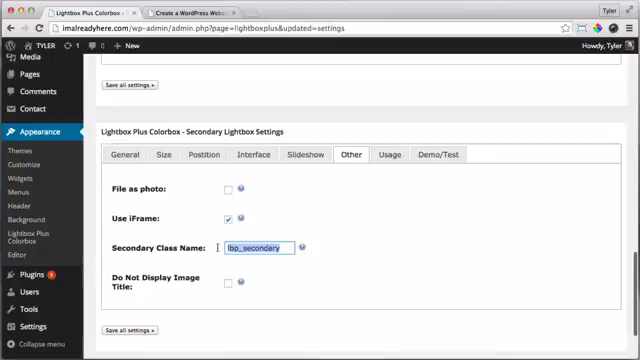 Lightbox Plus Colorbox
Create a WordPress Webs
Tyler
imalreadyhere.com/wp-admin/admin.php?page=lightboxplus&updated=settings
TYLER
1
+ New
Howdy, Tyler
Media
Pages
Comments
Contact
Appearance
Themes
Customize
Widgets
Menus
Header
Background
Lightbox Plus
Colorbox
Editor
Plugins 1
Users
Tools
Settings
Collapse menu
Save all settings »
Lightbox Plus Colorbox - Secondary Lightbox Settings
General
Size
Postition
Interface
Slideshow
Other
Usage
Demo/Test
File as photo:
Use iFrame:
Secondary Class Name:
lbp_secondary
Do Not Display Image
Title:
Save all settings »